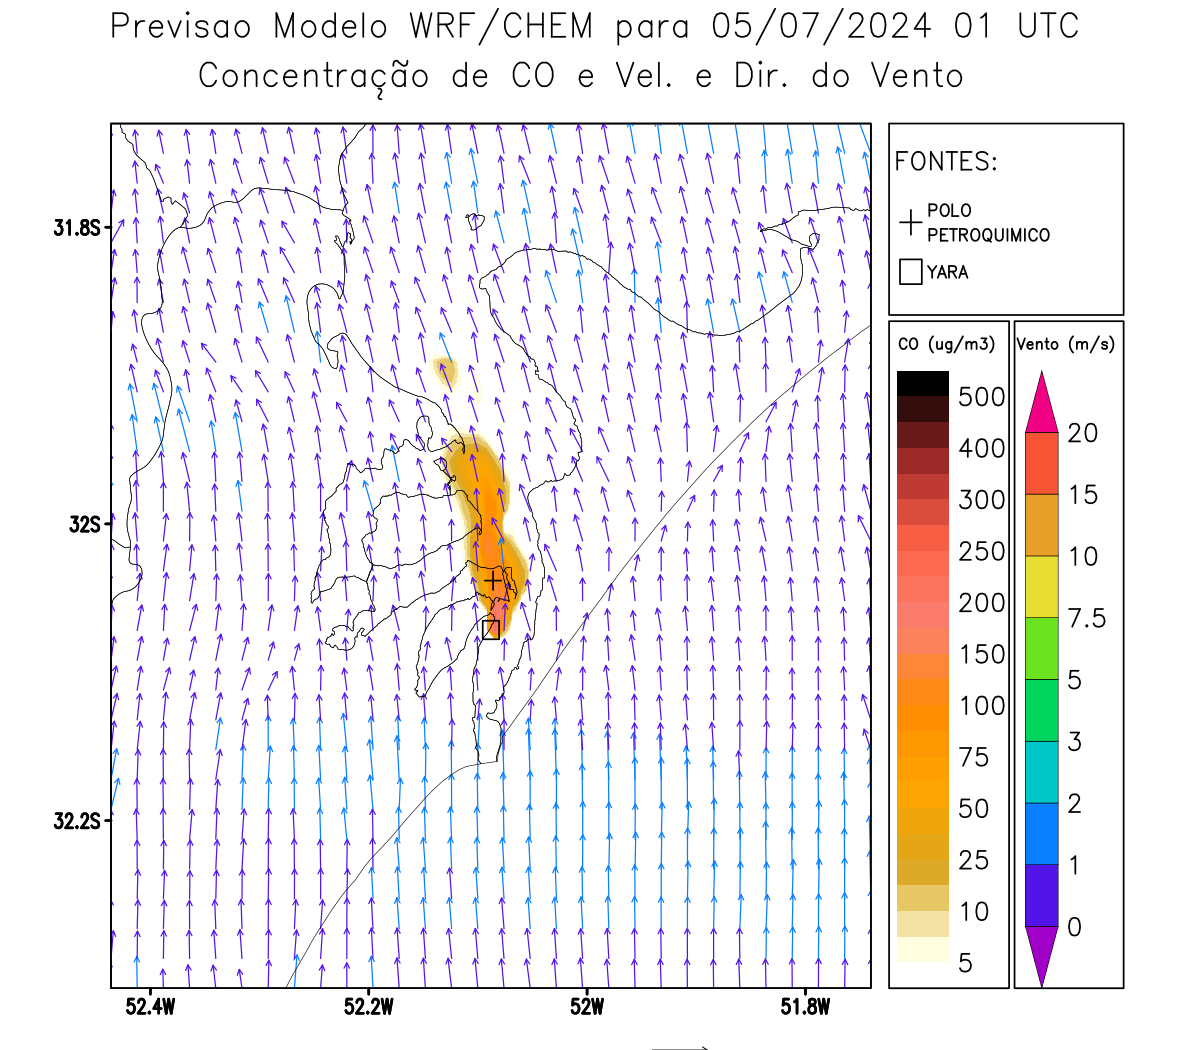 Previsao Modelo WRF/CHEM para 05/07/2024 01 UTC
Concentração de CO e Vel. e Dir. do Vento
FONTES:
POLO
PETROQUIMICO
YARA
CO (ug/m3)
500
400
300
250
200
150
100
75
50
25
10
5
Vento (m/s)
20
15
10
7.5
5
3
2
1
0
31.8S
32S
32.2S
52.4W
52.2W
52W
51.8W